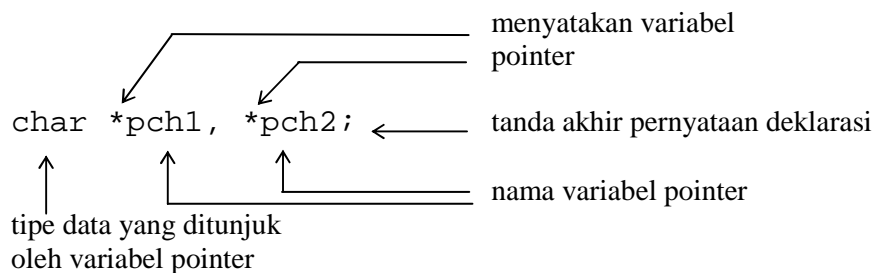 menyatakan variabel
pointer
char *pch1, *pch2;
tanda akhir pernyataan deklarasi
nama variabel pointer
tipe data yang ditunjuk
oleh variabel pointer